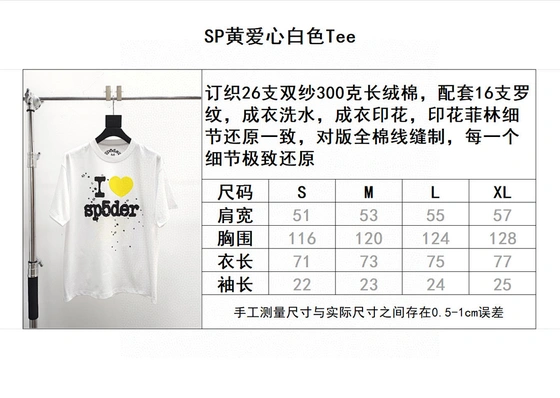 SP黄爱心白色Tee
订织26支双纱300克长绒棉，配套16支罗
纹，成衣洗水，成衣印花，印花菲林细
节还原一致，对版全棉线缝制，每一个
细节极致还原
I
sp5der
尺码 S M L XL
肩宽 51 53 55 57
胸围 116 120 124 128
衣长 71 73 75 77
袖长 22 23 24 25
手工测量尺寸与实际尺寸之间存在0.5-1cm误差